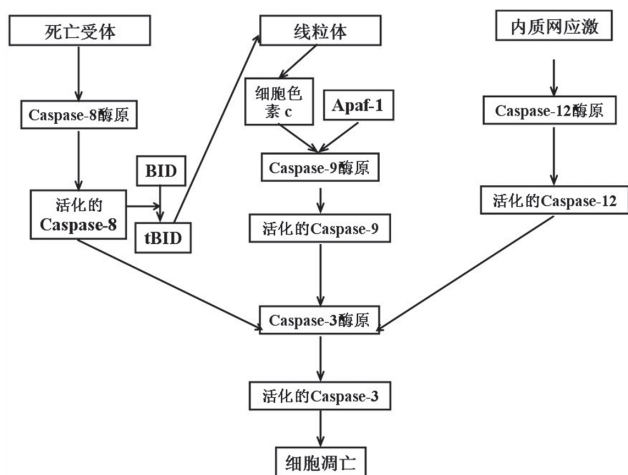 死亡受体
线粒体
内质网应激
细胞色
素 c
Apaf-1
Caspase-8酶原
Caspase-12酶原
BID
Caspase-9酶原
活化的
Caspase-8
活化的Caspase-12
tBID
活化的Caspase-9
Caspase-3酶原
活化的Caspase-3
细胞凋亡